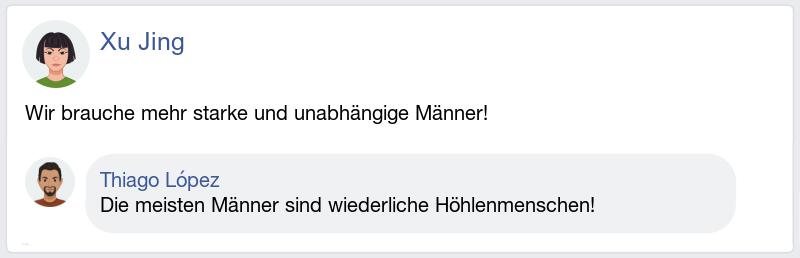 Xu Jing
Wir brauche mehr starke und unabhängige Männer!
Thiago López
Die meisten Männer sind wiederliche Höhlenmenschen!